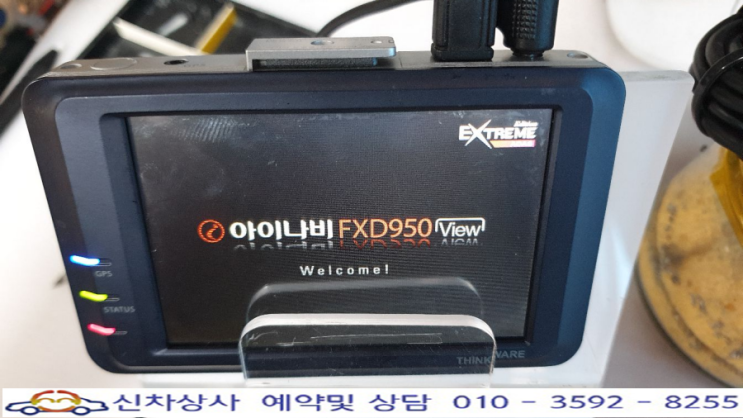 EXTREME
아이나비 FXD950 View
Welcome!
GPS
STATUS
THINKWARE
신차상사 예약및 상담 010 - 3592 - 8255